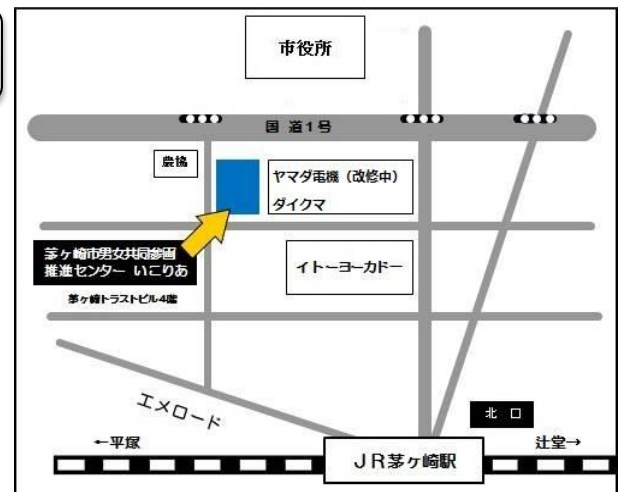 市役所
国道1号
農協
ヤマダ電機（改修中）
ダイクマ
茅ヶ崎市男女共同参画
推進センター いこりあ
イトーヨーカドー
茅ヶ崎トラストビル4階
エメロード
北 口
←平塚
辻堂→
JR茅ヶ崎駅